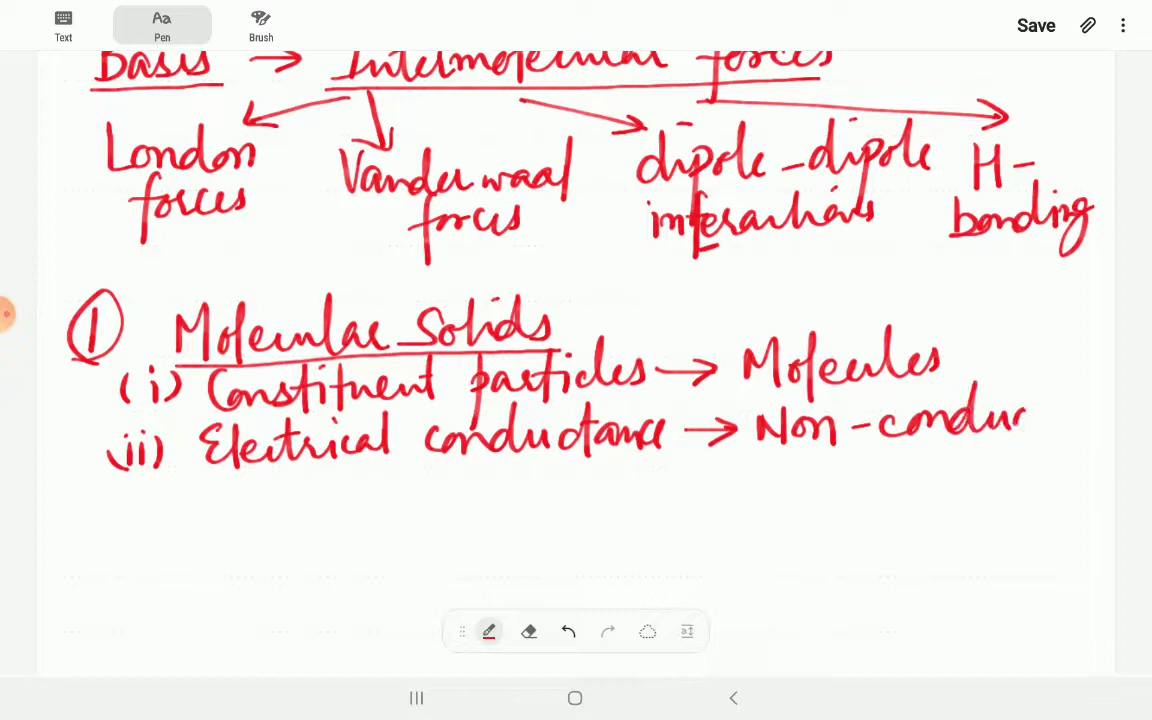 Text Pen Brush Save
Basis → Intermolecular forces
London Vander waal dipole-dipole H-
forces forces interactions bonding
① Molecular Solids
(i) Constituent particles → Molecules
(ii) Electrical conductance → Non-conduc